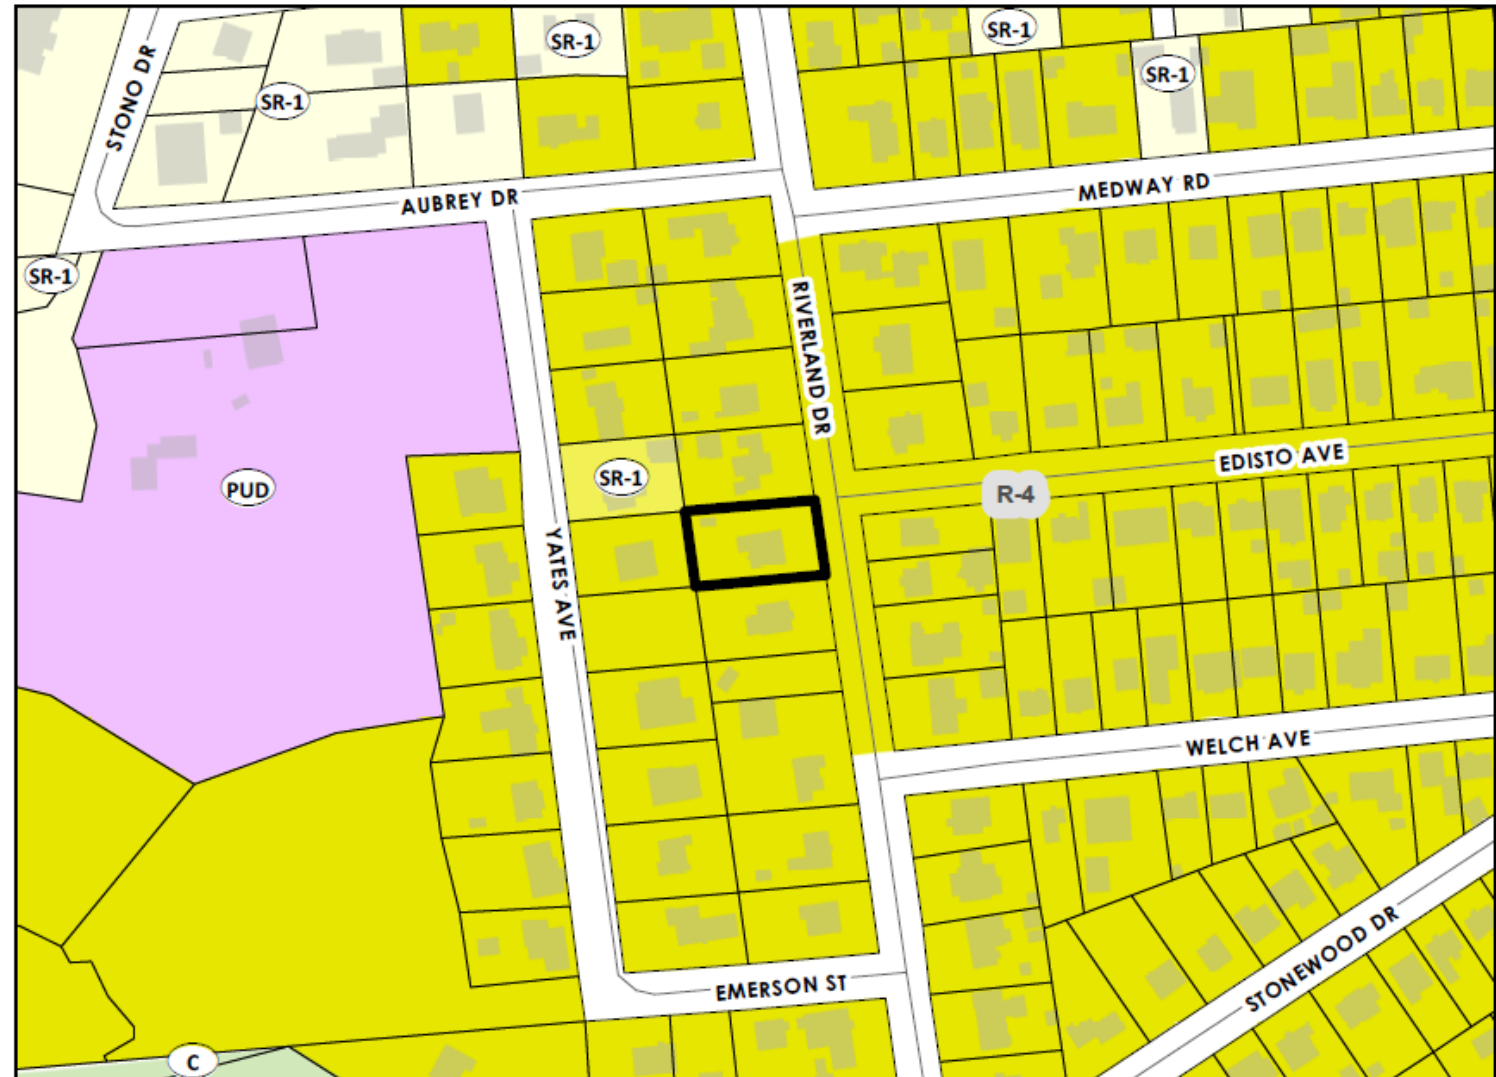 SR-1
SR-1
SR-1
SR-1
STONO DR
AUBREY DR
MEDWAY RD
SR-1
RIVERLAND DR
EDISTO AVE
SR-1
PUD
R-4
YATES AVE
WELCH AVE
STONEWOOD DR
EMERSON ST
C